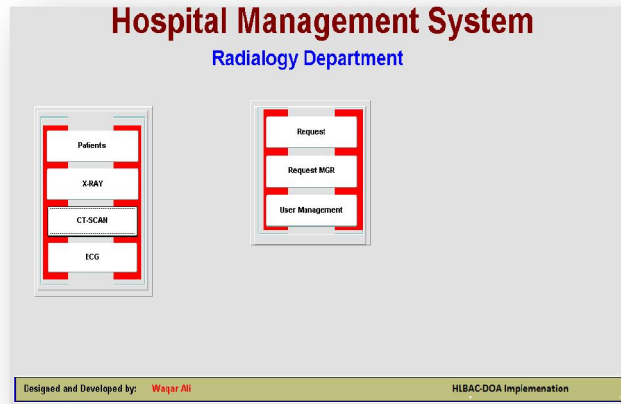 Hospital Management System
Radialogy Department
Patients
X-RAY
CT-SCAN
ECG
Request
Request MGR
User Management
Designed and Developed by: Waqar Ali
HLBAC-DOA Implemenation